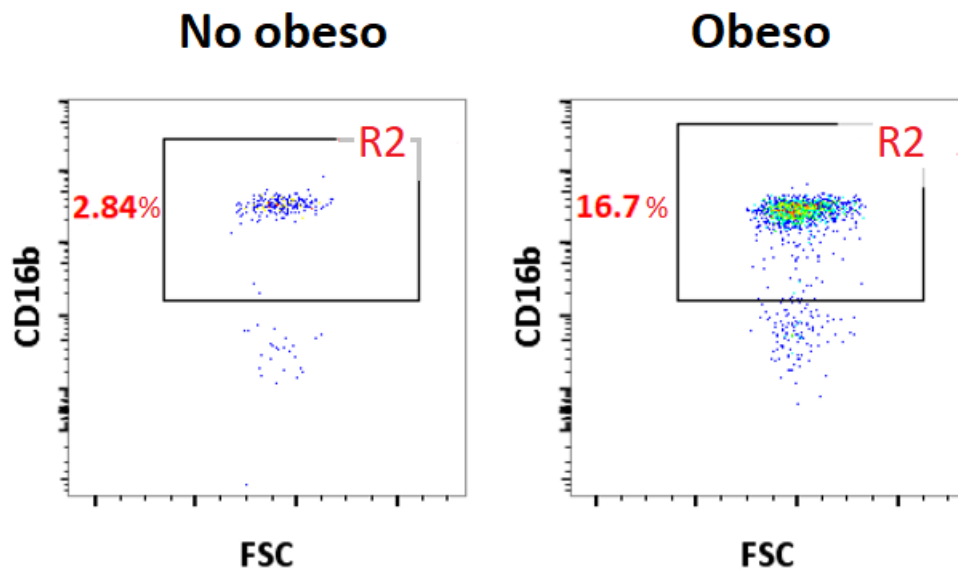 No obeso
Obeso
R2
R2
2.84%
16.7 %
CD16b
CD16b
FSC
FSC